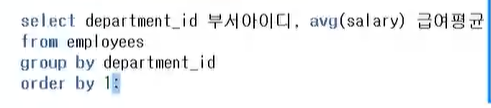 select department_id 부서아이디, avg(salary) 급여평균
from employees
group by department_id
order by 1;